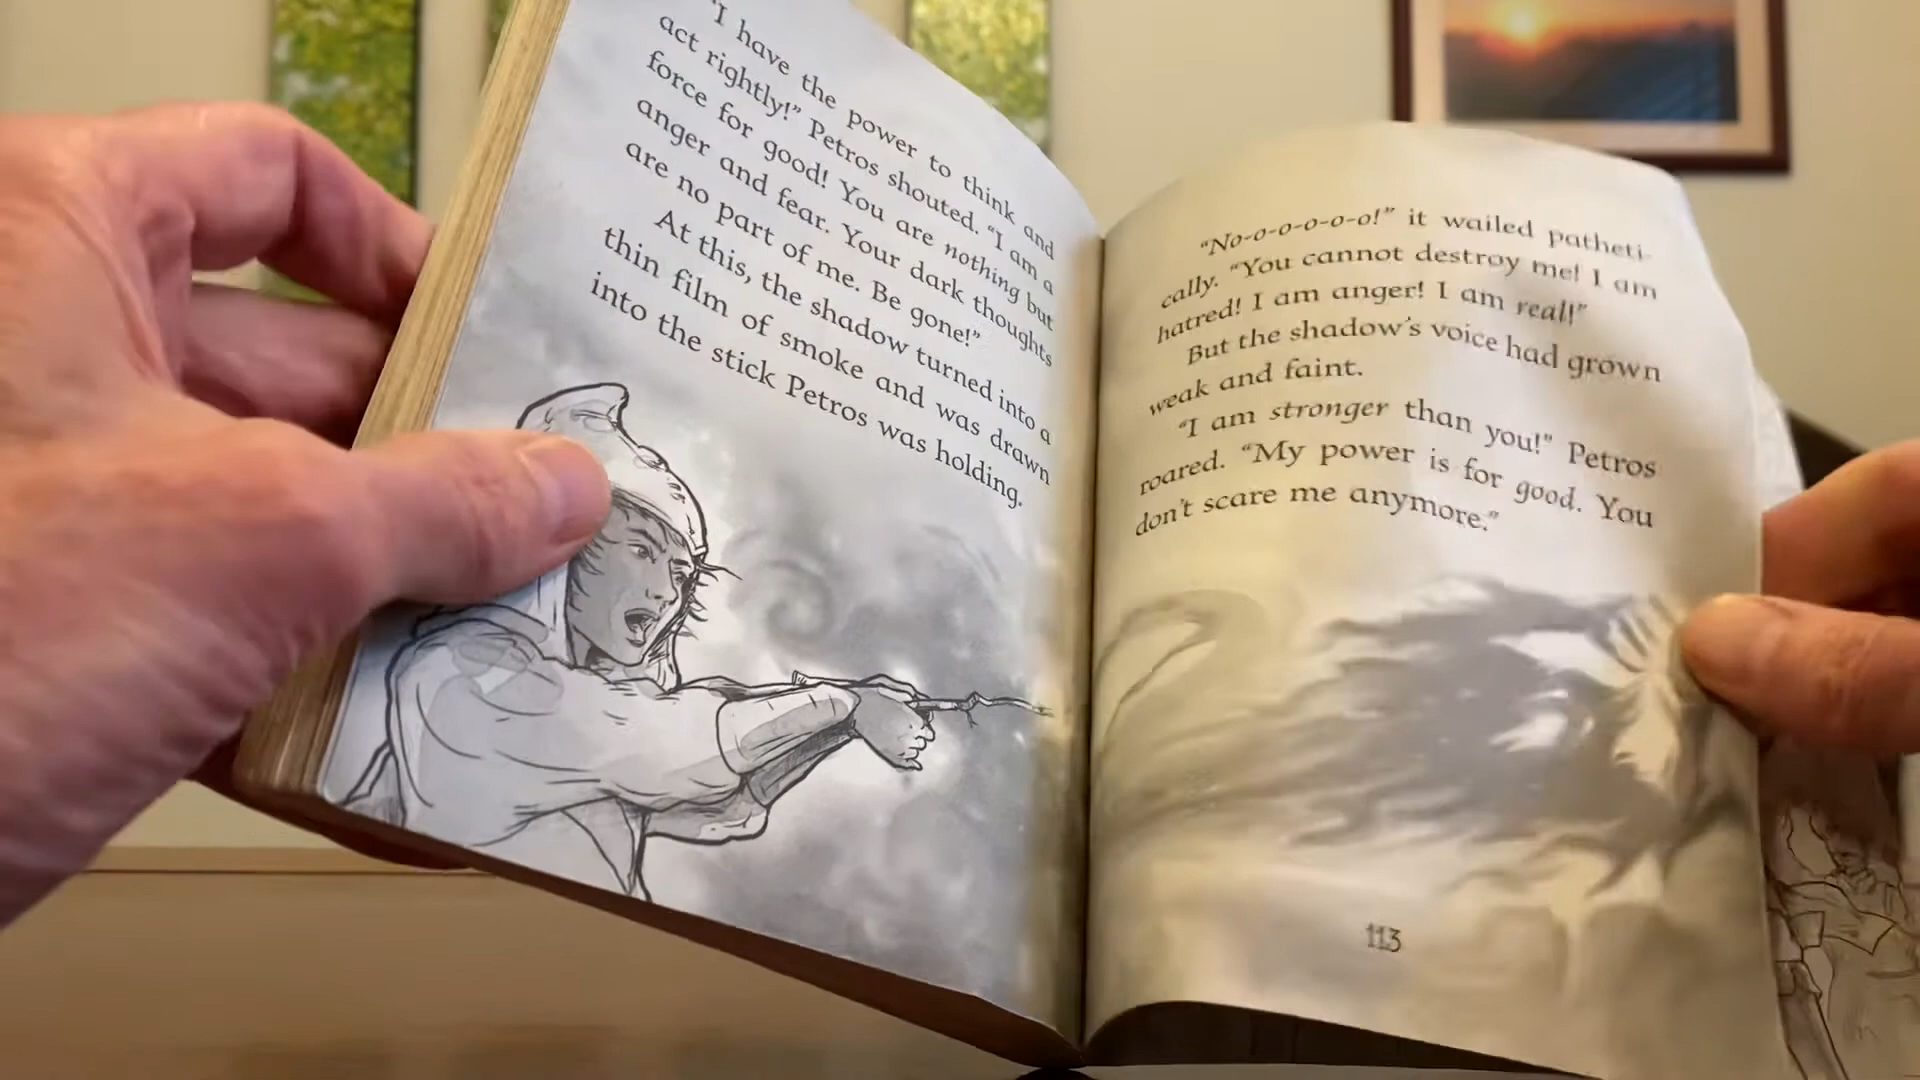 “I have the power to think and
act rightly!” Petros shouted. “I am a
force for good! You are nothing but
anger and fear. Your dark thoughts
are no part of me. Be gone!”
At this, the shadow turned into a
thin film of smoke and was drawn
into the stick Petros was holding.
“No-o-o-o-o-o!” it wailed patheti-
cally. “You cannot destroy me! I am
hatred! I am anger! I am real!”
But the shadow’s voice had grown
weak and faint.
“I am stronger than you!” Petros
roared. “My power is for good. You
don’t scare me anymore.”
113